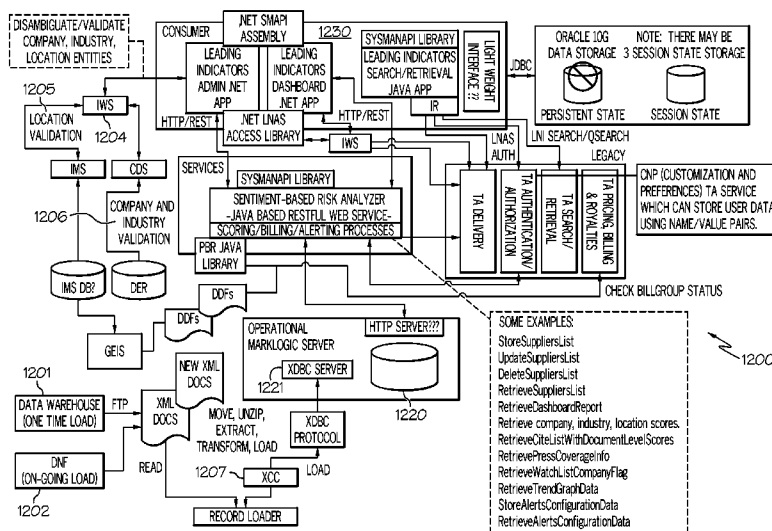 DISAMBIGUATE/VALIDATE
COMPANY, INDUSTRY,
LOCATION ENTITIES
CONSUMER
.NET SMAPI
ASSEMBLY
1230
LEADING
INDICATORS
ADMIN.NET
APP
LEADING
INDICATORS
DASHBOARD
.NET APP
SYSMANAPI LIBRARY
LEADING INDICATORS
SEARCH/RETRIEVAL
JAVA APP
IR
LIGHT WEIGHT
INTERFACE ??
JDBC
ORACLE 10G
DATA STORAGE
NOTE: THERE MAY BE
3 SESSION STATE STORAGE
PERSISTENT STATE
SESSION STATE
1205
IWS
1204
LOCATION
VALIDATION
HTTP/REST
.NET LNAS
ACCESS LIBRARY
HTTP/REST
IWS
LNAS
AUTH
LNI SEARCH/QSEARCH
LEGACY
IMS
CDS
1206
COMPANY AND
INDUSTRY
VALIDATION
SERVICES
SYSMANAPI LIBRARY
SENTIMENT-BASED RISK ANALYZER
-JAVA BASED RESTFUL WEB SERVICE-
SCORING/BILLING/ALERTING PROCESSES
PBR JAVA
LIBRARY
TA DELIVERY
TA AUTHENTICATION/
AUTHORIZATION
TA SEARCH/
RETRIEVAL
TA PRICING, BILLING
& ROYALTIES
CNP (CUSTOMIZATION AND
PREFERENCES) TA SERVICE
WHICH CAN STORE USER DATA
USING NAME/VALUE PAIRS.
CHECK BILLGROUP STATUS
IMS DB?
DER
DDFs
DDFs
GEIS
OPERATIONAL
MARKLOGIC SERVER
HTTP SERVER???
1221
XDBC SERVER
1220
1200
SOME EXAMPLES:
StoreSuppliersList
UpdateSuppliersList
DeleteSuppliersList
RetrieveSuppliersList
RetrieveDashboardReport
Retrieve company, industry, location scores.
RetrieveCiteListWithDocumentLevelScores
RetrievePressCoverageInfo
RetrieveWatchListCompanyFlag
RetrieveTrendGraphData
StoreAlertsConfigurationData
RetrieveAlertsConfigurationData
1201
DATA WAREHOUSE
(ONE TIME LOAD)
FTP
NEW XML
DOCS
XML
DOCS
MOVE, UNZIP,
EXTRACT,
TRANSFORM, LOAD
XDBC
PROTOCOL
DNF
(ON-GOING LOAD)
1202
READ
1207
XCC
LOAD
RECORD LOADER